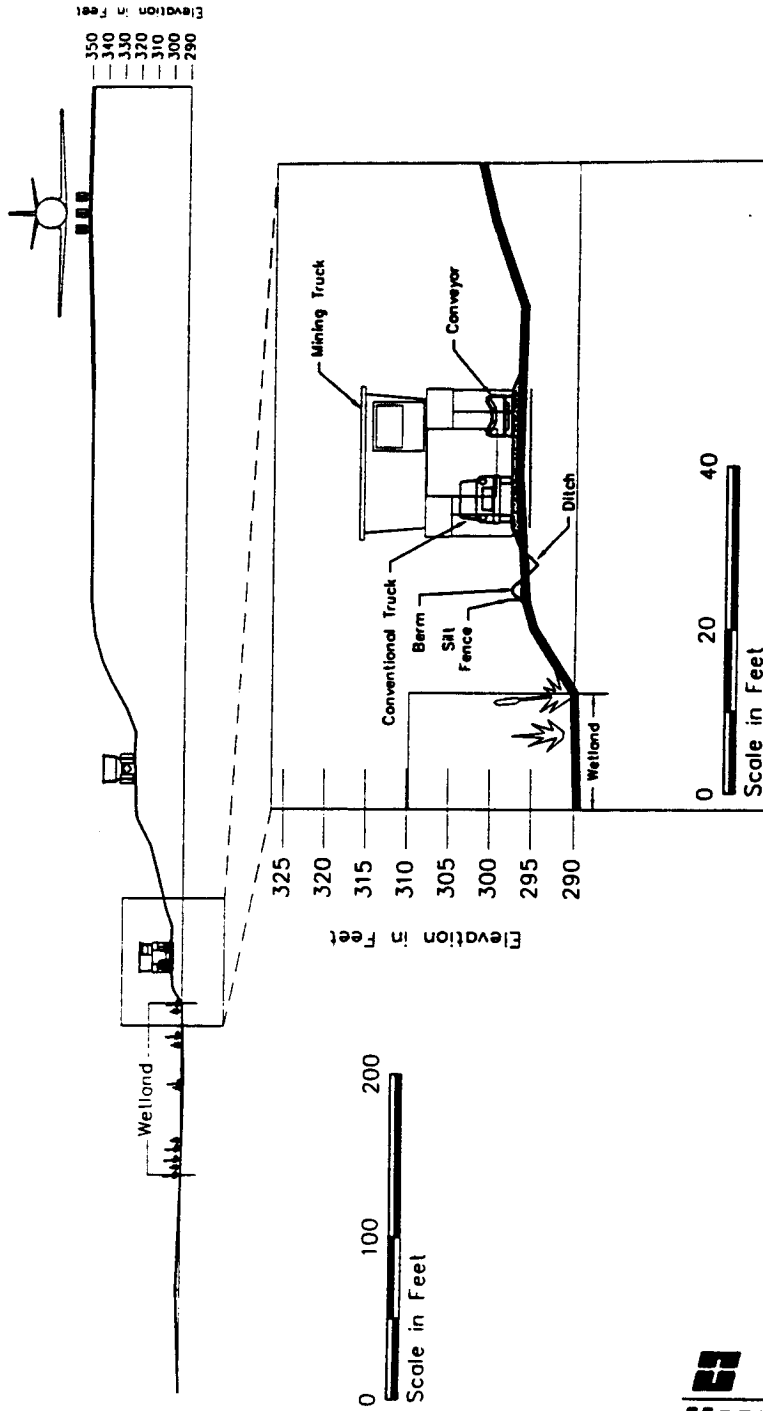 Elevation in Feet
350
340
330
320
310
300
290
Wetland
0 100 200
Scale in Feet
Elevation in Feet
325
320
315
310
305
300
295
290
Mining Truck
Conveyor
Conventional Truck
Berm
Silt
Fence
Ditch
Wetland
0 20 40
Scale in Feet